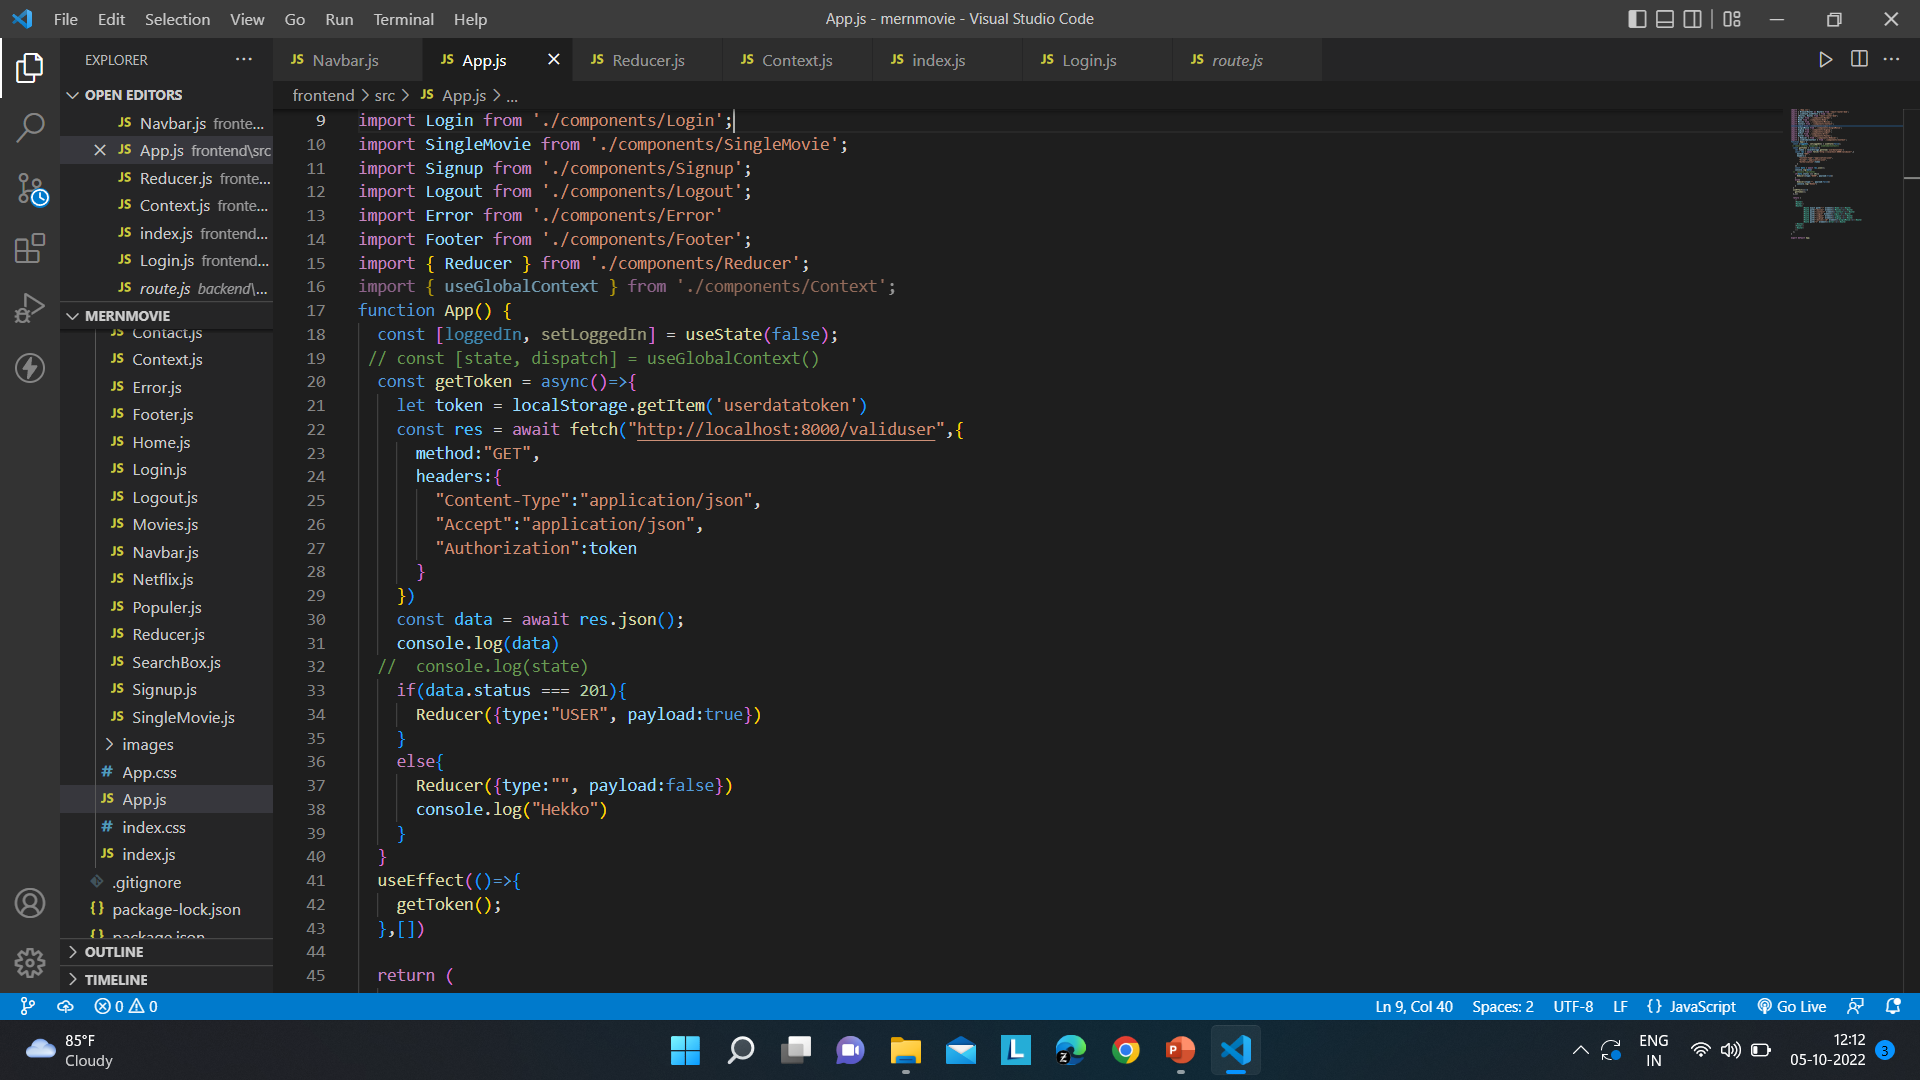 File Edit Selection View Go Run Terminal Help
App.js - mernmovie - Visual Studio Code
EXPLORER
JS Navbar.js
JS App.js
JS Reducer.js
JS Context.js
JS index.js
JS Login.js
JS route.js
OPEN EDITORS
JS Navbar.js fronte...
JS App.js frontend\src
JS Reducer.js fronte...
JS Context.js fronte...
JS index.js frontend...
JS Login.js frontend...
JS route.js backend\...
MERNMOVIE
JS Contact.js
JS Context.js
JS Error.js
JS Footer.js
JS Home.js
JS Login.js
JS Logout.js
JS Movies.js
JS Navbar.js
JS Netflix.js
JS Populer.js
JS Reducer.js
JS SearchBox.js
JS Signup.js
JS SingleMovie.js
images
# App.css
JS App.js
# index.css
JS index.js
.gitignore
{} package-lock.json
{} package.json
OUTLINE
TIMELINE
frontend > src > JS App.js > ...
9 import Login from './components/Login';
10 import SingleMovie from './components/SingleMovie';
11 import Signup from './components/Signup';
12 import Logout from './components/Logout';
13 import Error from './components/Error'
14 import Footer from './components/Footer';
15 import { Reducer } from './components/Reducer';
16 import { useGlobalContext } from './components/Context';
17 function App() {
18 const [loggedIn, setLoggedIn] = useState(false);
19 // const [state, dispatch] = useGlobalContext()
20 const getToken = async()=>{
21 let token = localStorage.getItem('userdatatoken')
22 const res = await fetch("http://localhost:8000/validuser",{
23 method:"GET",
24 headers:{
25 "Content-Type":"application/json",
26 "Accept":"application/json",
27 "Authorization":token
28 }
29 })
30 const data = await res.json();
31 console.log(data)
32 // console.log(state)
33 if(data.status === 201){
34 Reducer({type:"USER", payload:true})
35 }
36 else{
37 Reducer({type:"", payload:false})
38 console.log("Hekko")
39 }
40 }
41 useEffect(()=>{
42 getToken();
43 },[])
44
45 return (
0 0
Ln 9, Col 40 Spaces: 2 UTF-8 LF {} JavaScript Go Live
85°F
Cloudy
ENG
IN
12:12
05-10-2022
3